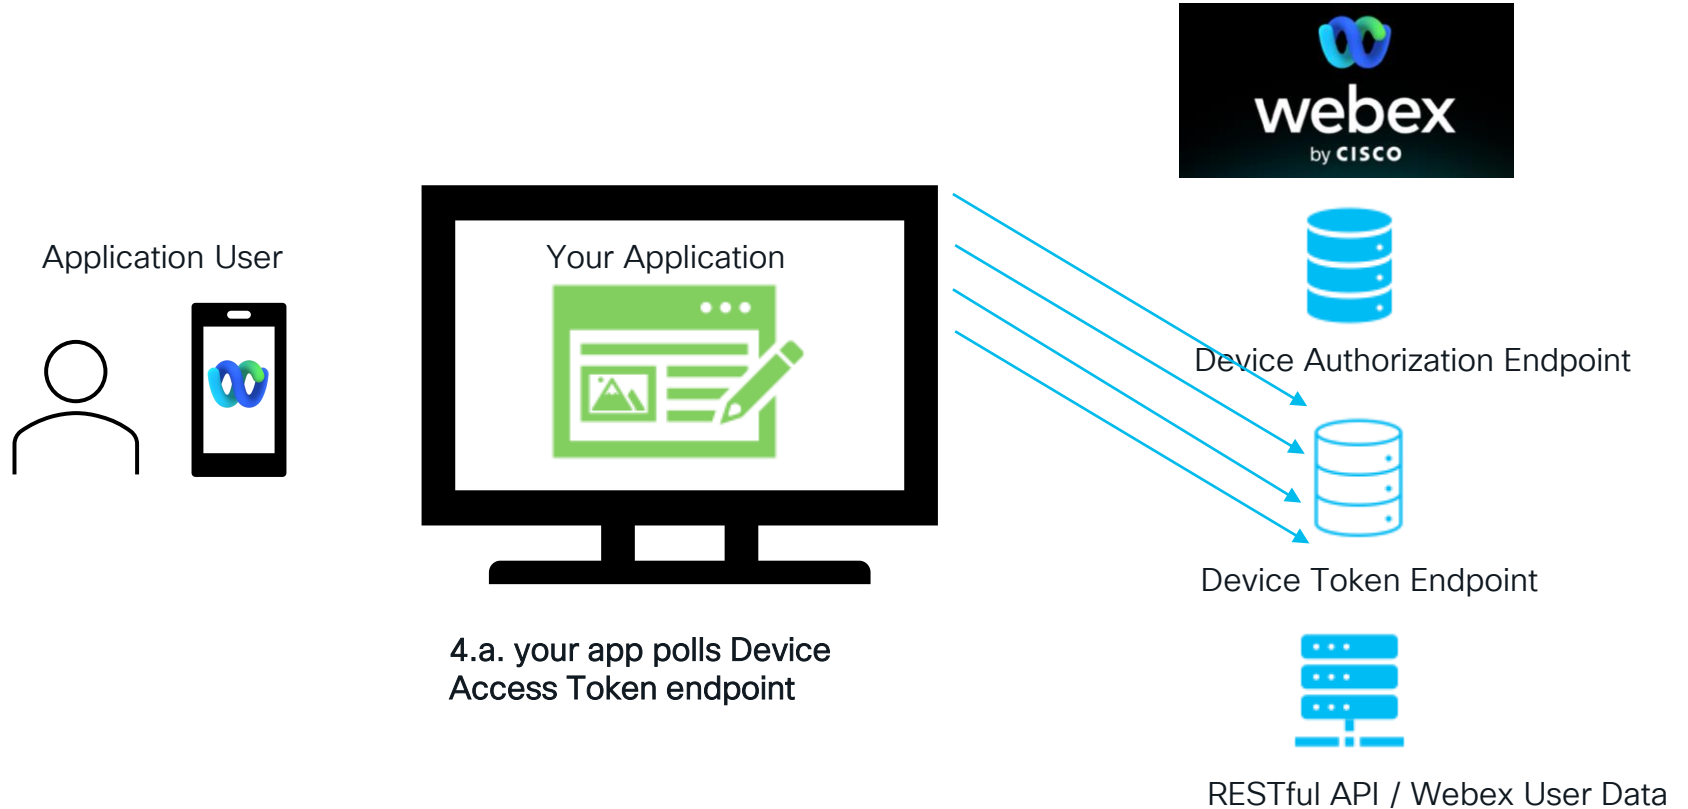 webex
by CISCO
Application User
Your Application
Device Authorization Endpoint
Device Token Endpoint
4.a. your app polls Device
Access Token endpoint
RESTful API / Webex User Data